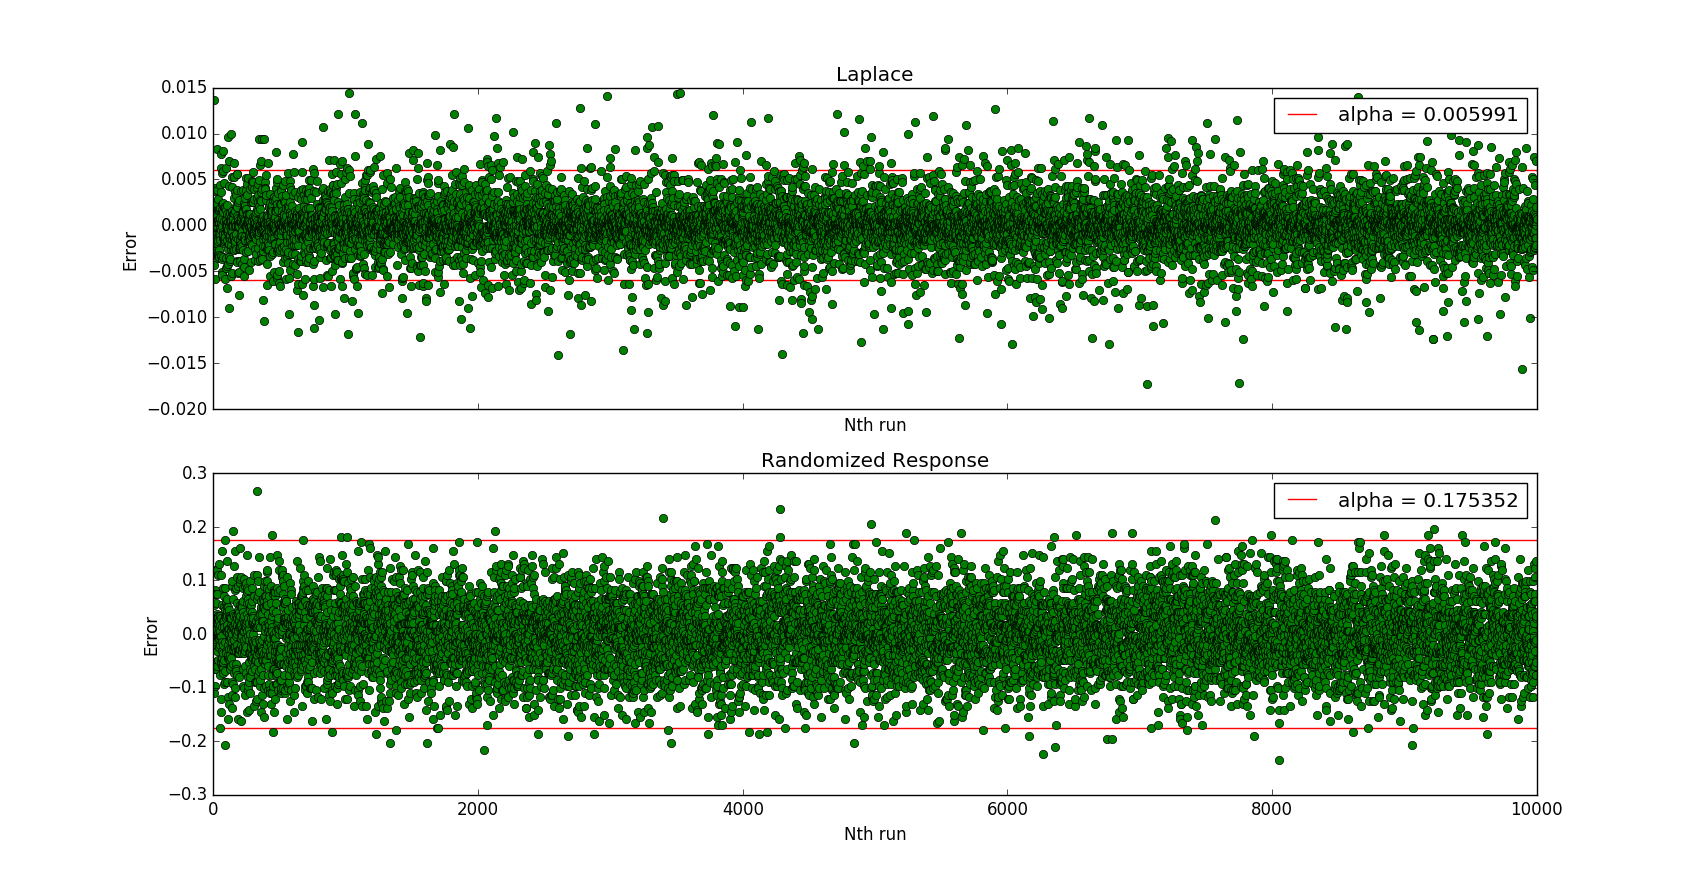 Laplace
0.015
0.010
0.005
0.000
−0.005
−0.010
−0.015
−0.020
Error
alpha = 0.005991
Nth run
Randomized Response
0.3
0.2
0.1
0.0
−0.1
−0.2
−0.3
Error
alpha = 0.175352
0 2000 4000 6000 8000 10000
Nth run